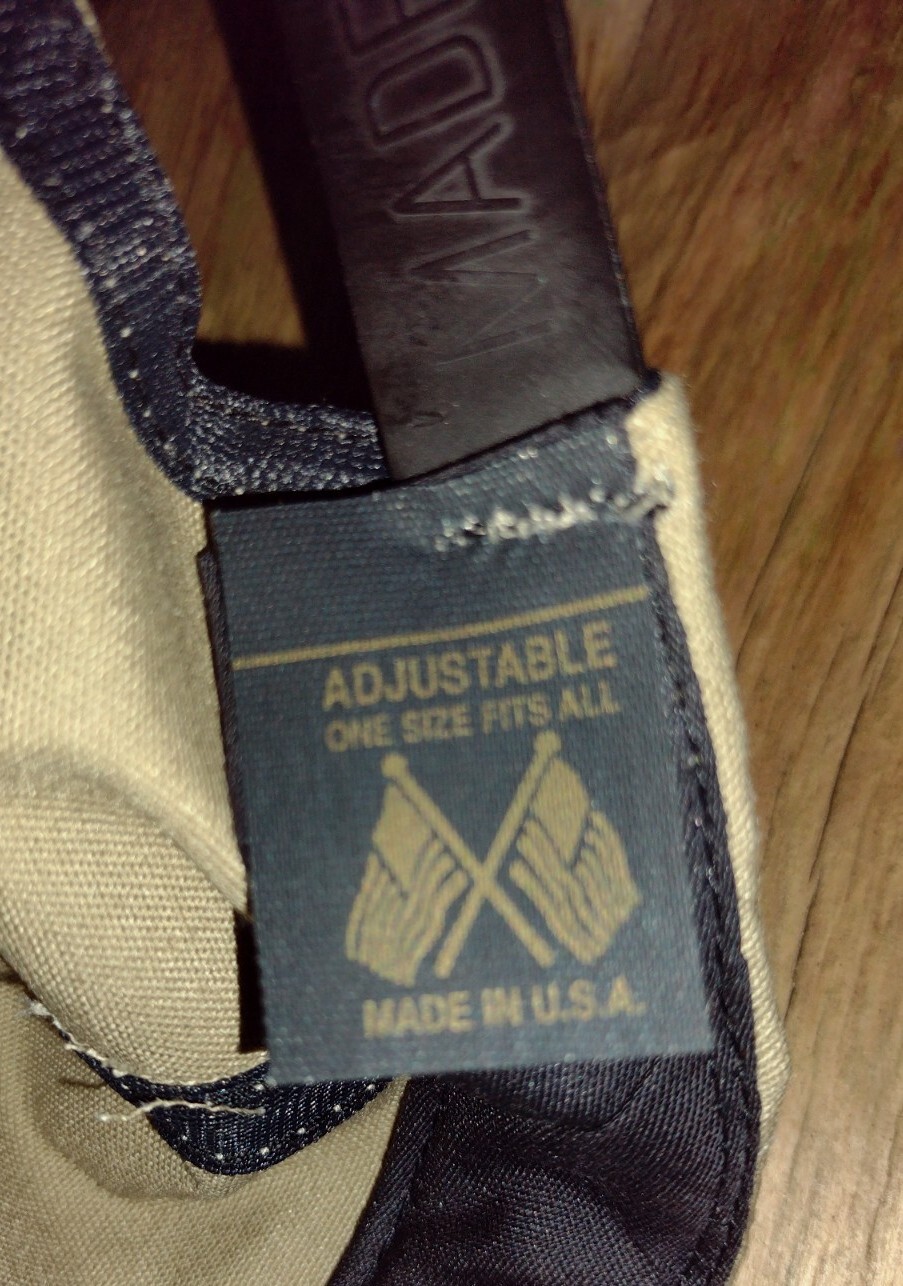 ADJUSTABLE
ONE SIZE FITS ALL
MADE IN U.S.A.